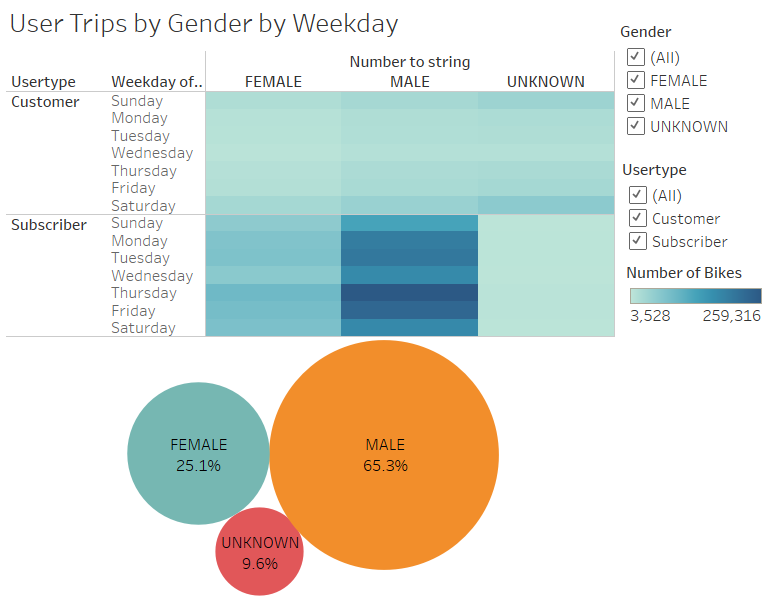 User Trips by Gender by Weekday
Number to string
Usertype Weekday of.. FEMALE MALE UNKNOWN
Customer Sunday
Monday
Tuesday
Wednesday
Thursday
Friday
Saturday
Subscriber Sunday
Monday
Tuesday
Wednesday
Thursday
Friday
Saturday
Gender
(All)
FEMALE
MALE
UNKNOWN
Usertype
(All)
Customer
Subscriber
Number of Bikes
3,528 259,316
FEMALE
25.1%
MALE
65.3%
UNKNOWN
9.6%